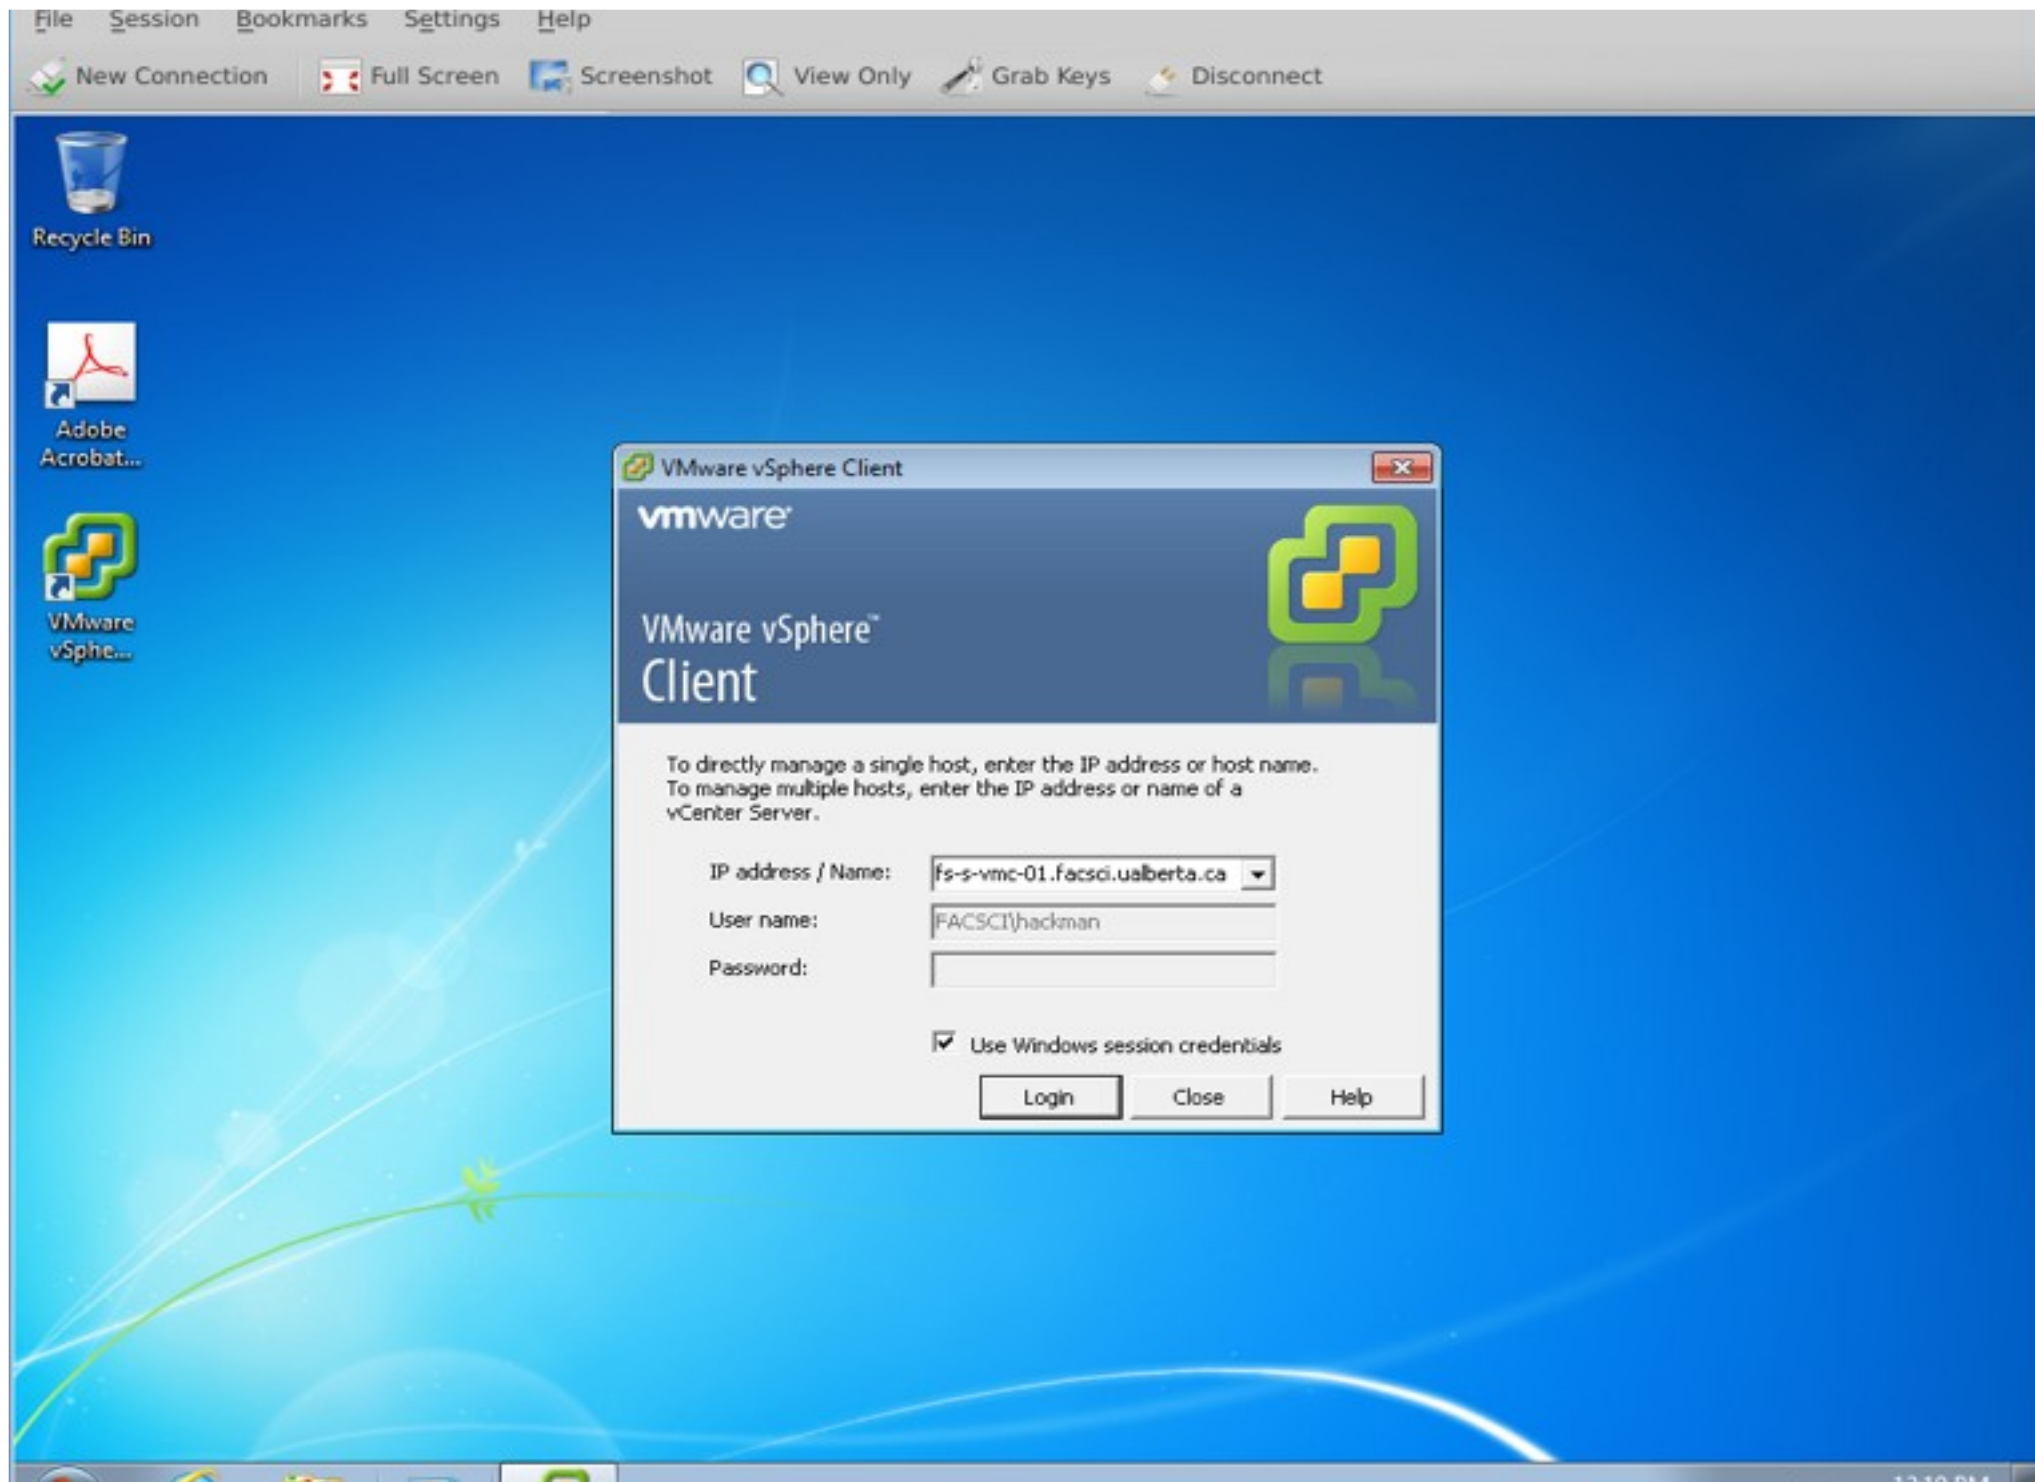 File Session Bookmarks Settings Help
New Connection Full Screen Screenshot View Only Grab Keys Disconnect
Recycle Bin
Adobe
Acrobat...
VMware
vSphe...
VMware vSphere Client
vmware
VMware vSphere™
Client
To directly manage a single host, enter the IP address or host name.
To manage multiple hosts, enter the IP address or name of a
vCenter Server.
IP address / Name: fs-s-vmc-01.facsci.ualberta.ca
User name: FACSCI\hackman
Password:
Use Windows session credentials
Login Close Help